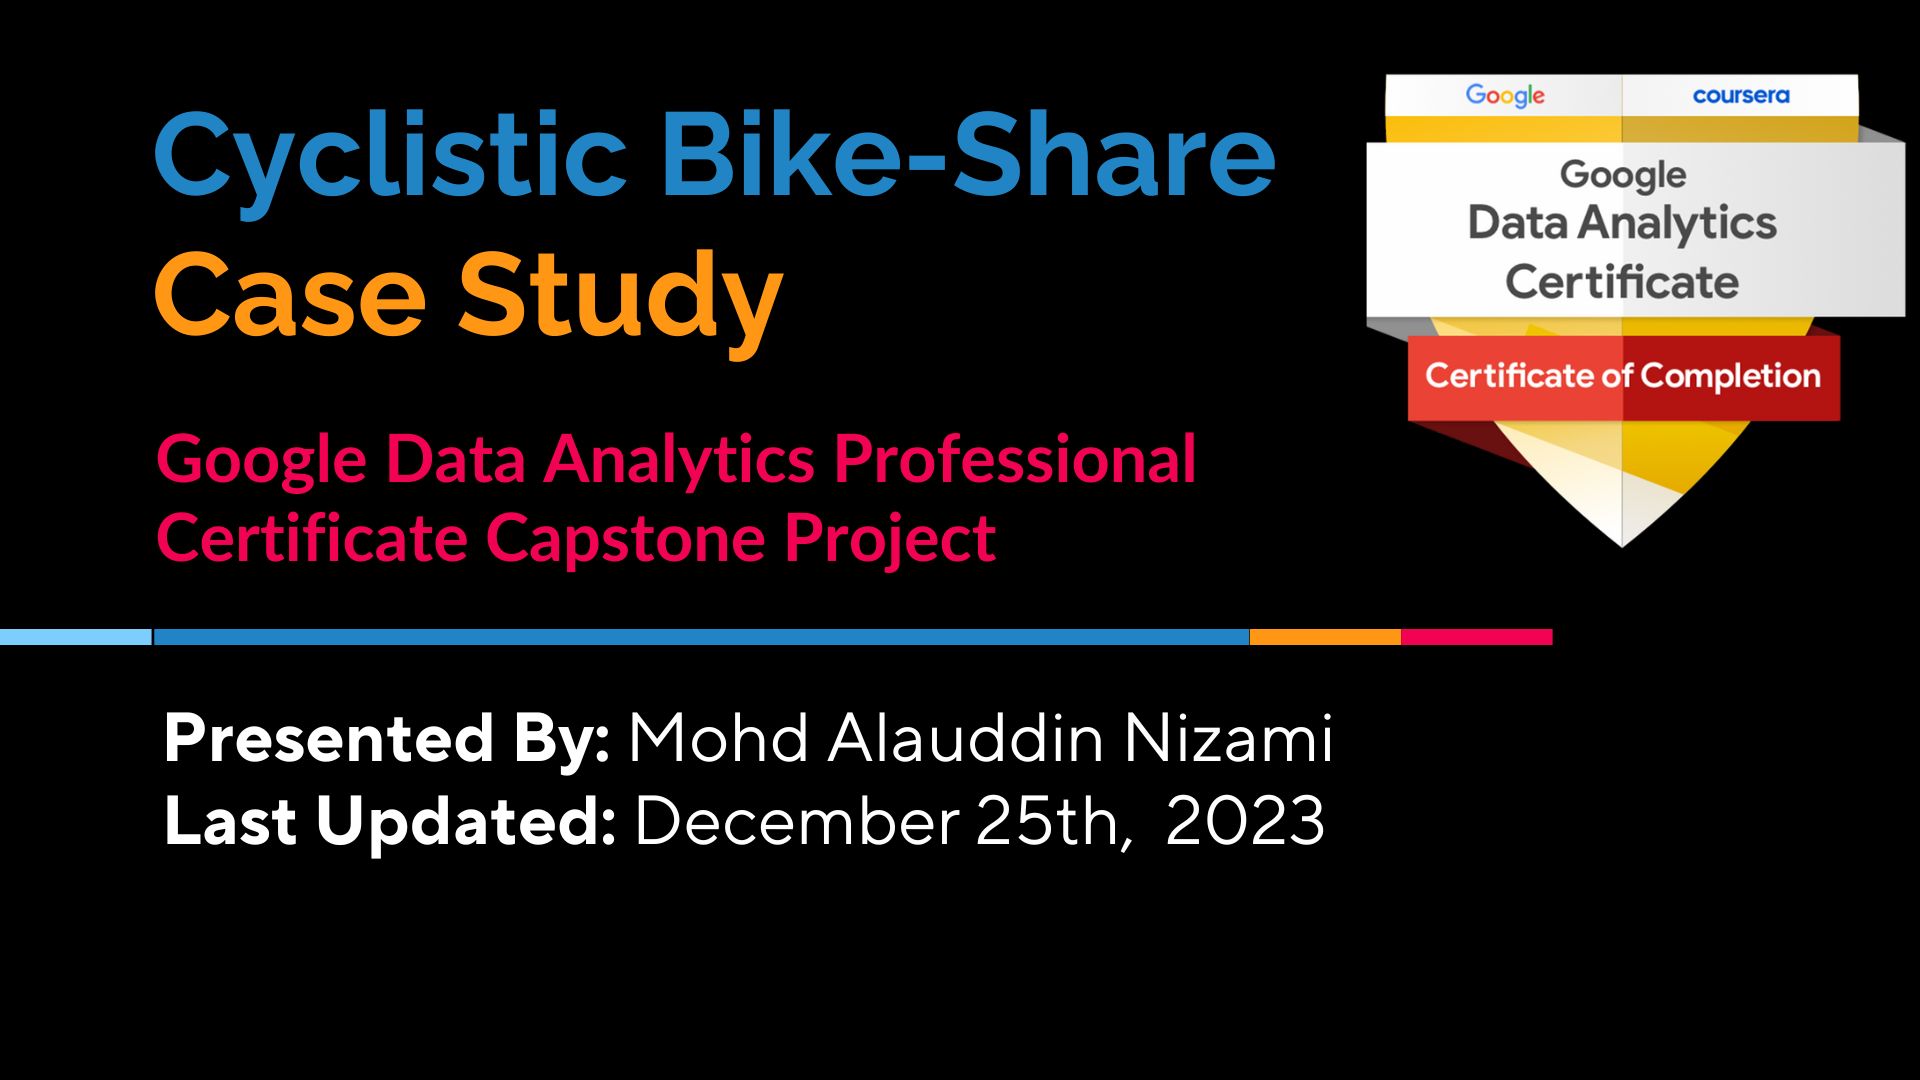 Cyclistic Bike-Share
Case Study
Google Data Analytics Professional
Certificate Capstone Project
Presented By: Mohd Alauddin Nizami
Last Updated: December 25th, 2023
Google
coursera
Google
Data Analytics
Certificate
Certificate of Completion